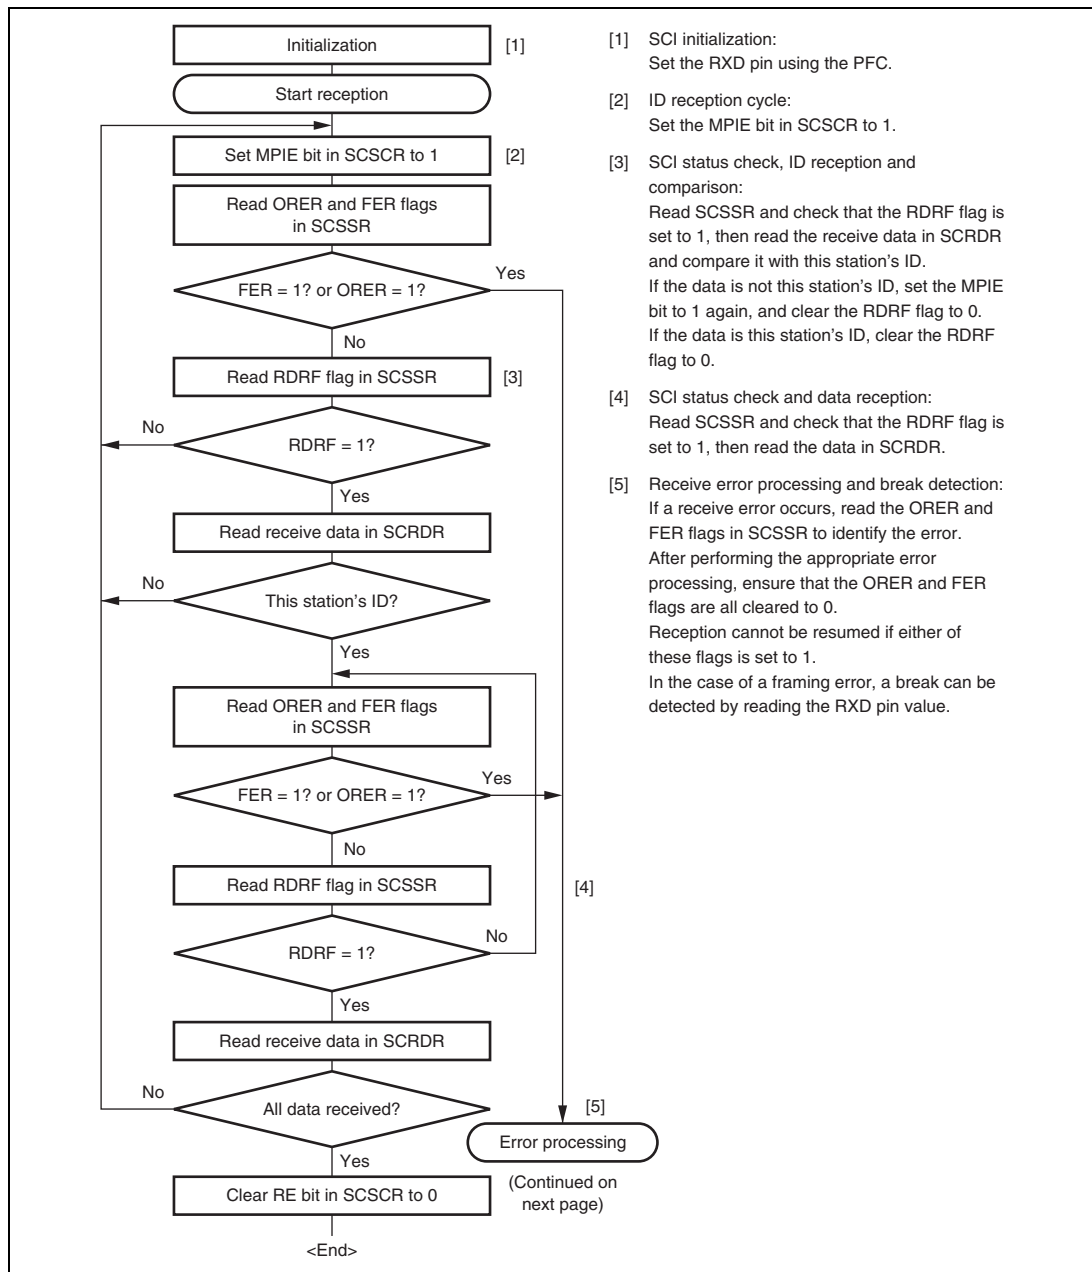 Initialization
[1]
Start reception
Set MPIE bit in SCSCR to 1
[2]
Read ORER and FER flags
in SCSSR
FER = 1? or ORER = 1?
Yes
No
Read RDRF flag in SCSSR
[3]
No
RDRF = 1?
Yes
Read receive data in SCRDR
No
This station's ID?
Yes
Read ORER and FER flags
in SCSSR
Yes
FER = 1? or ORER = 1?
No
Read RDRF flag in SCSSR
[4]
No
RDRF = 1?
Yes
Read receive data in SCRDR
No
All data received?
[5]
Error processing
Yes
(Continued on
next page)
Clear RE bit in SCSCR to 0
<End>
[1] SCI initialization:
Set the RXD pin using the PFC.
[2] ID reception cycle:
Set the MPIE bit in SCSCR to 1.
[3] SCI status check, ID reception and
comparison:
Read SCSSR and check that the RDRF flag is
set to 1, then read the receive data in SCRDR
and compare it with this station's ID.
If the data is not this station's ID, set the MPIE
bit to 1 again, and clear the RDRF flag to 0.
If the data is this station's ID, clear the RDRF
flag to 0.
[4] SCI status check and data reception:
Read SCSSR and check that the RDRF flag is
set to 1, then read the data in SCRDR.
[5] Receive error processing and break detection:
If a receive error occurs, read the ORER and
FER flags in SCSSR to identify the error.
After performing the appropriate error
processing, ensure that the ORER and FER
flags are all cleared to 0.
Reception cannot be resumed if either of
these flags is set to 1.
In the case of a framing error, a break can be
detected by reading the RXD pin value.